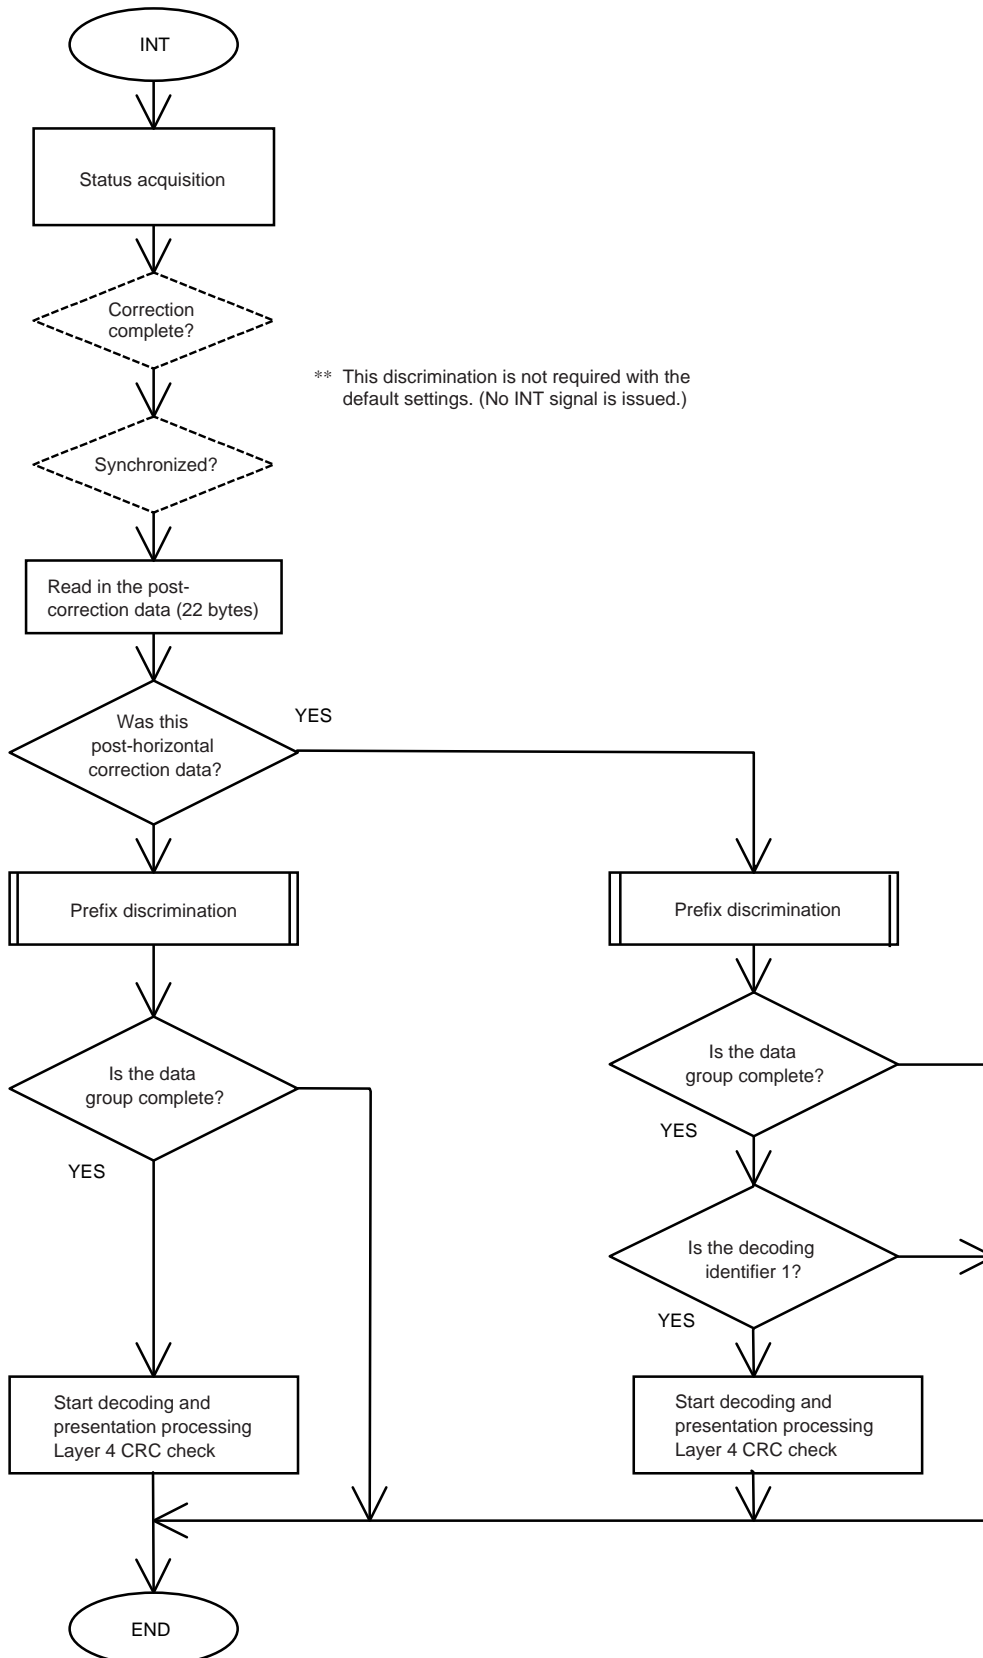 INT
Status acquisition
Correction
complete?
** This discrimination is not required with the
default settings. (No INT signal is issued.)
Synchronized?
Read in the post-
correction data (22 bytes)
Was this
post-horizontal
correction data?
YES
Prefix discrimination
Prefix discrimination
Is the data
group complete?
YES
Is the data
group complete?
YES
Is the decoding
identifier 1?
YES
Start decoding and
presentation processing
Layer 4 CRC check
Start decoding and
presentation processing
Layer 4 CRC check
END